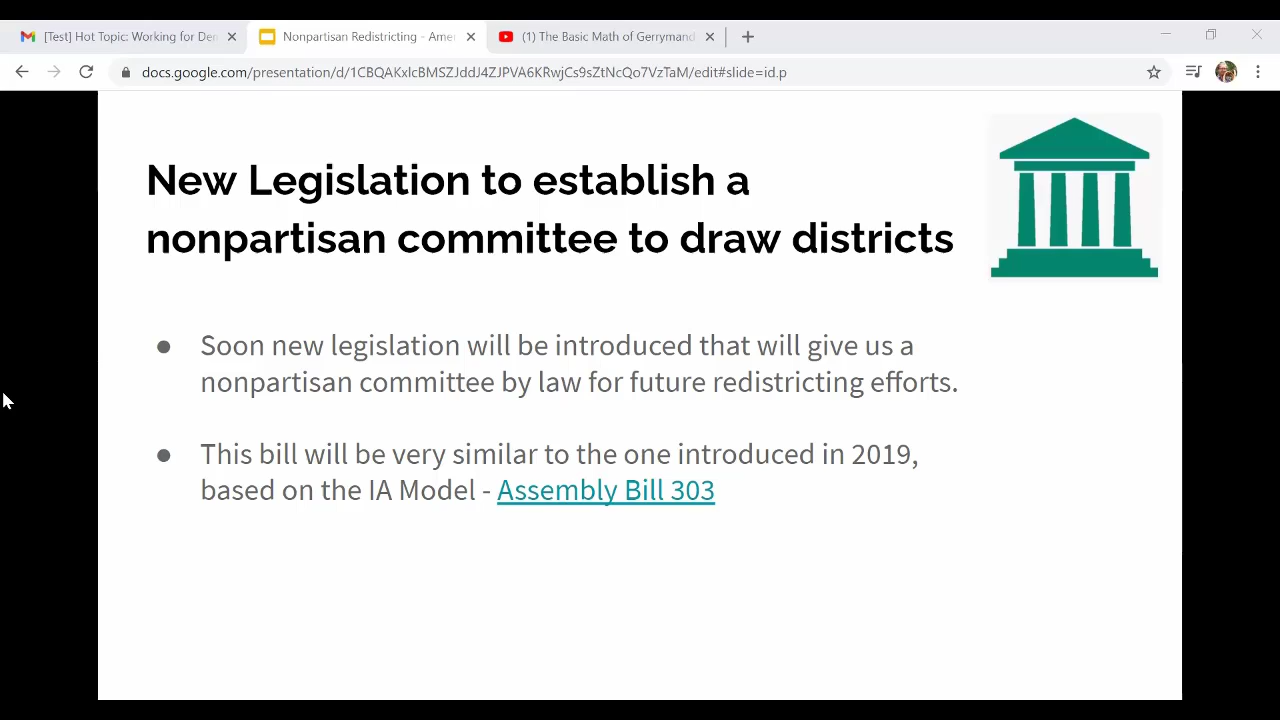 [Test] Hot Topic: Working for Dem
Nonpartisan Redistricting - Amer
(1) The Basic Math of Gerrymand
docs.google.com/presentation/d/1CBQAKxlcBMSZJddJ4ZJPVA6KRwjCs9sZtNcQo7VzTaM/edit#slide=id.p
New Legislation to establish a
nonpartisan committee to draw districts
● Soon new legislation will be introduced that will give us a
nonpartisan committee by law for future redistricting efforts.
● This bill will be very similar to the one introduced in 2019,
based on the IA Model - Assembly Bill 303